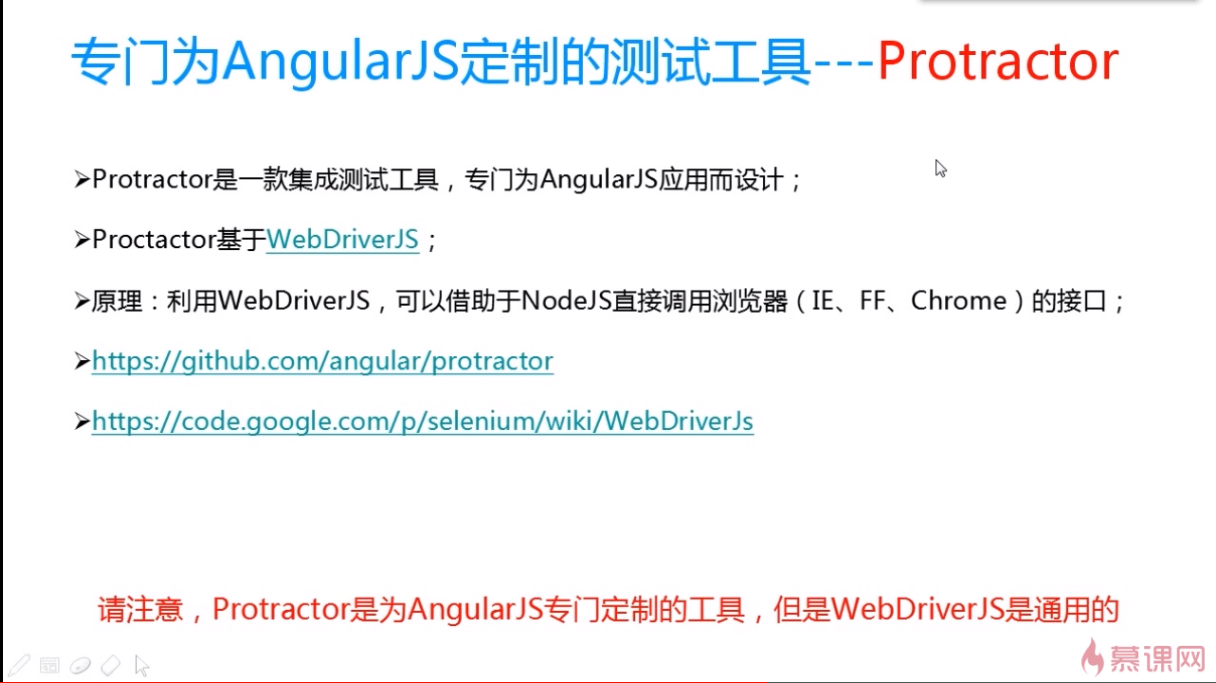 专门为AngularJS定制的测试工具---Protractor
➢Protractor是一款集成测试工具，专门为AngularJS应用而设计；
➢Proctactor基于WebDriverJS；
➢原理：利用WebDriverJS，可以借助于NodeJS直接调用浏览器（IE、FF、Chrome）的接口；
➢https://github.com/angular/protractor
➢https://code.google.com/p/selenium/wiki/WebDriverJs
请注意，Protractor是为AngularJS专门定制的工具，但是WebDriverJS是通用的
慕课网